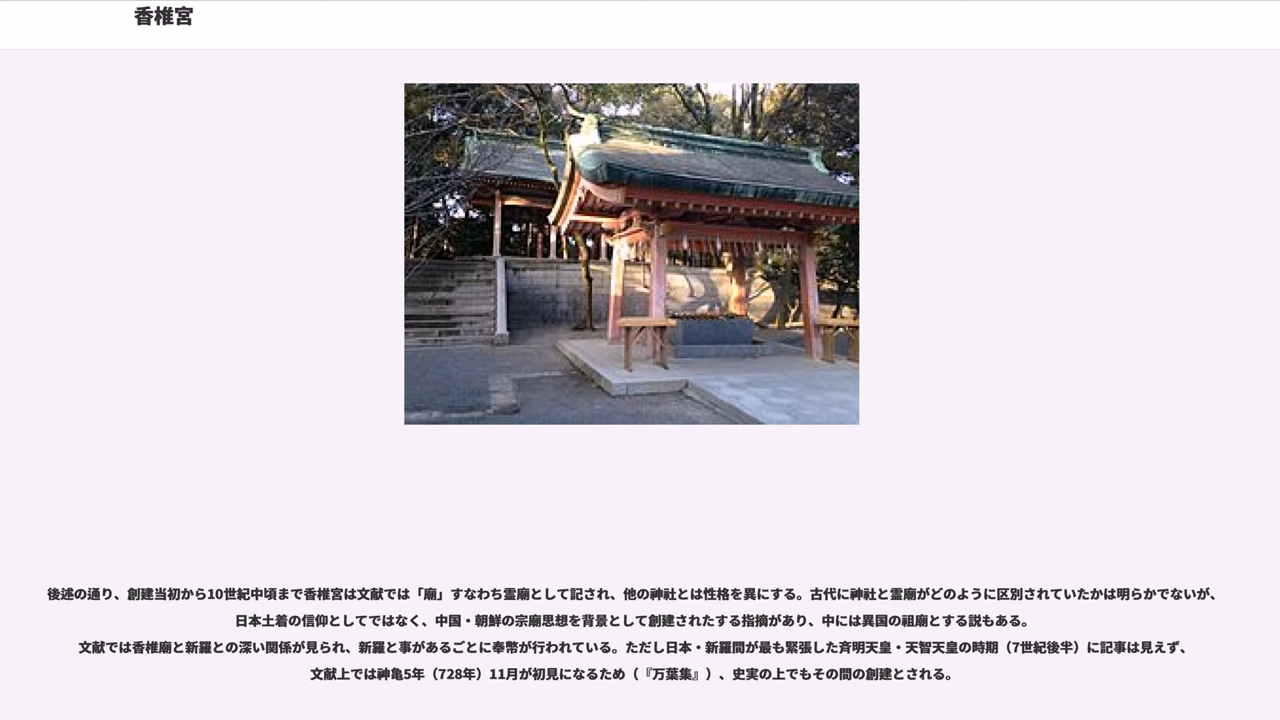 香椎宮
後述の通り、創建当初から10世紀中頃まで香椎宮は文献では「廟」すなわち霊廟として記され、他の神社とは性格を異にする。古代に神社と霊廟がどのように区別されていたかは明らかでないが、
日本土着の信仰としてではなく、中国・朝鮮の宗廟思想を背景として創建されたする指摘があり、中には異国の祖廟とする説もある。
文献では香椎廟と新羅との深い関係が見られ、新羅と事があるごとに奉幣が行われている。ただし日本・新羅間が最も緊張した斉明天皇・天智天皇の時期（7世紀後半）に記事は見えず、
文献上では神亀5年（728年）11月が初見になるため（『万葉集』）、史実の上でもその間の創建とされる。